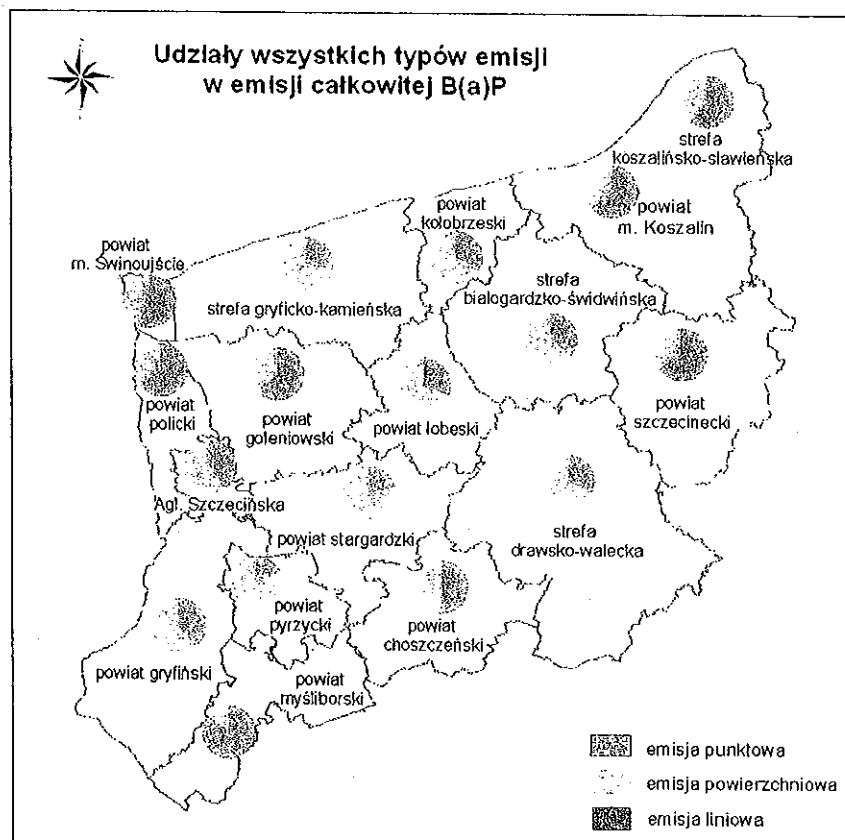 Udziały wszystkich typów emisji
w emisji całkowitej B(a)P
strefa
koszalińsko-sławieńska
powiat
m. Koszalin
powiat
kołobrzeski
powiat
m. Świnoujście
strefa gryficko-kamieńska
strefa
białogardzko-świdwińska
powiat
policki
powiat
goleniowski
powiat łobeski
powiat
szczecinecki
Agl. Szczecińska
powiat stargardzki
strefa
drawsko-wałecka
powiat
pyrzycki
powiat
choszczeński
powiat gryfiński
powiat
myśliborski
emisja punktowa
emisja powierzchniowa
emisja liniowa